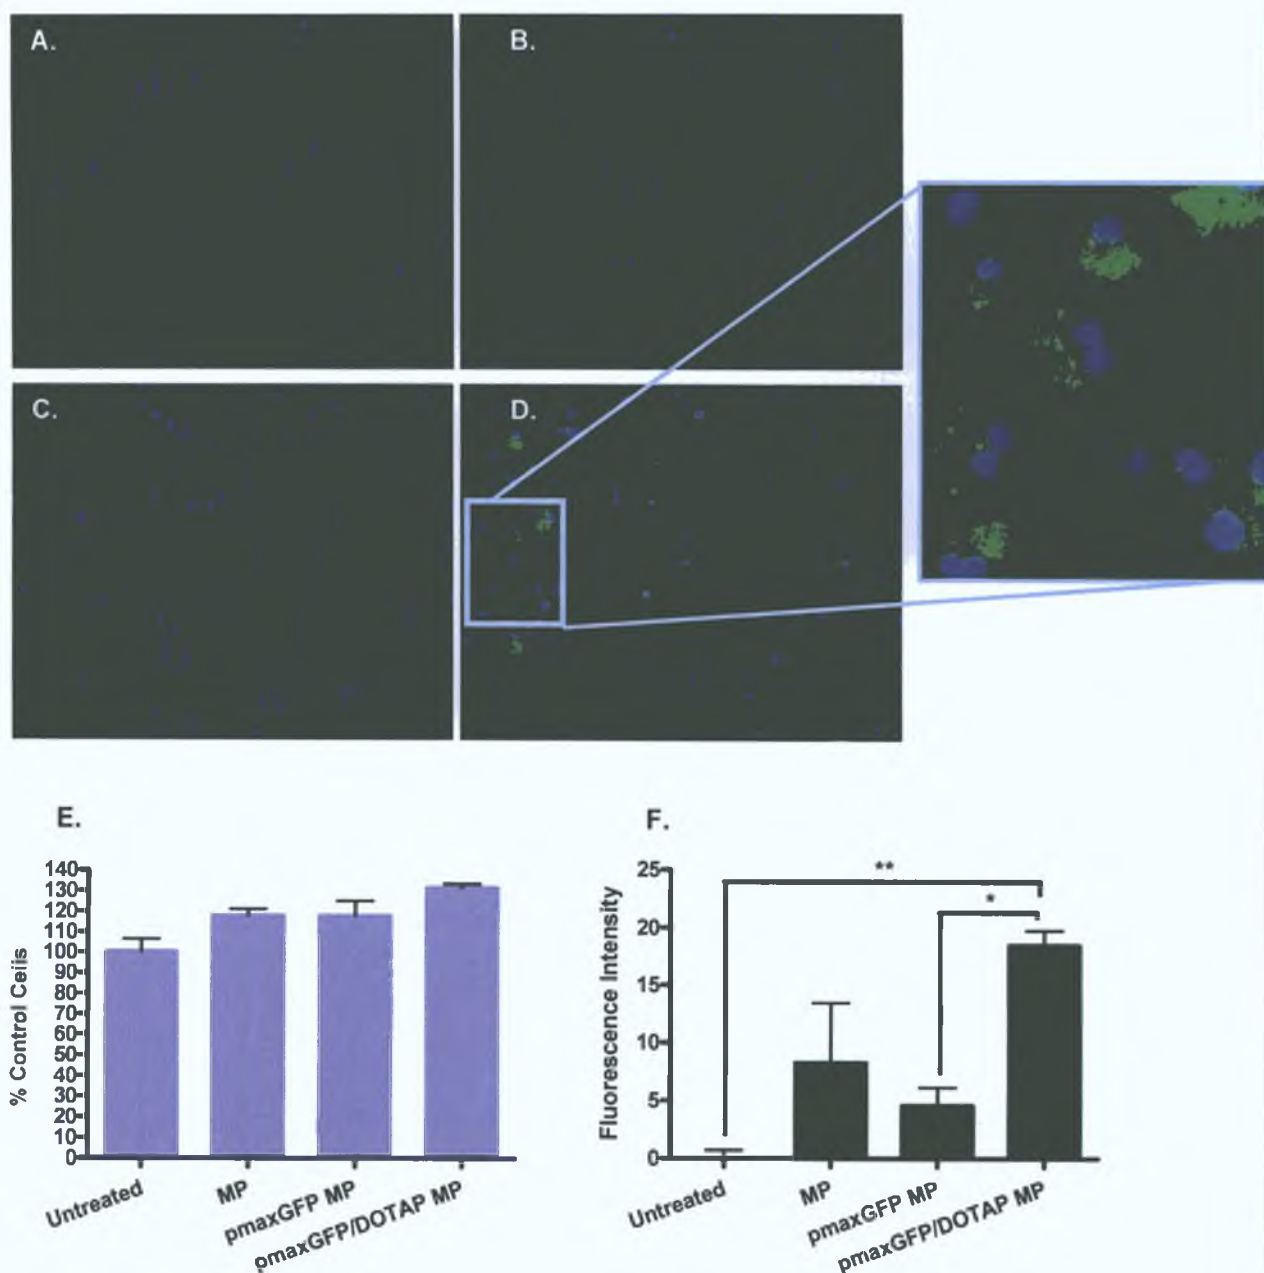 A.
B.
C.
D.
E.
140
130
120
110
100
90
80
70
60
50
40
30
20
10
0
% Control Cells
Untreated
MP
pmaxGFP MP
pmaxGFP/DOTAP MP
F.
25
20
15
10
5
0
Fluorescence Intensity
**
*
Untreated
MP
pmaxGFP MP
pmaxGFP/DOTAP MP